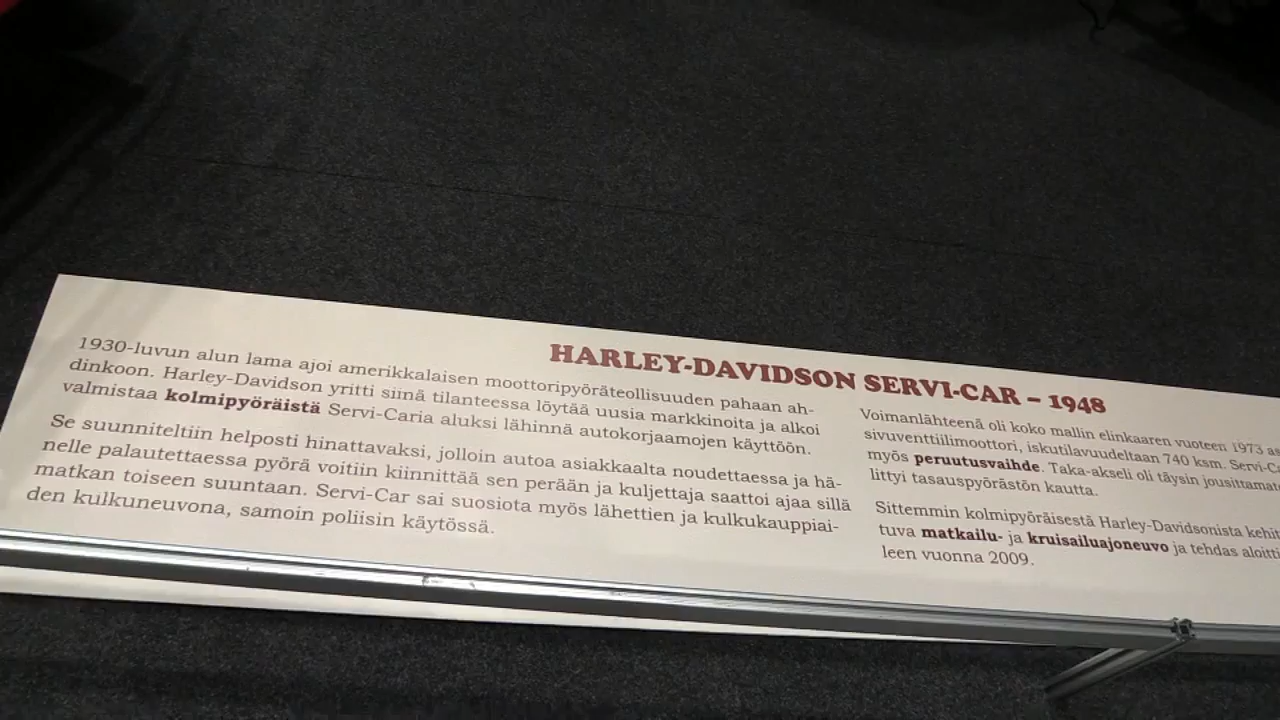 HARLEY-DAVIDSON SERVI-CAR – 1948
1930-luvun alun lama ajoi amerikkalaisen moottoripyöräteollisuuden pahaan ah-
dinkoon. Harley-Davidson yritti siinä tilanteessa löytää uusia markkinoita ja alkoi
valmistaa kolmipyöräistä Servi-Caria aluksi lähinnä autokorjaamojen käyttöön.
Se suunniteltiin helposti hinattavaksi, jolloin autoa asiakkaalta noudettaessa ja hä-
nelle palautettaessa pyörä voitiin kiinnittää sen perään ja kuljettaja saattoi ajaa sillä
matkan toiseen suuntaan. Servi-Car sai suosiota myös lähettien ja kulkukauppiai-
den kulkuneuvona, samoin poliisin käytössä.
Voimanlähteenä oli koko mallin elinkaaren vuoteen 1973
sivuventtiilimoottori, iskutilavuudeltaan 740 ksm.
myös peruutusvaihde. Taka-akseli oli täysin
littyi tasauspyörästön kautta.
Sittemmin kolmipyöräisestä Harley-Davidsonista
tuva matkailu- ja kruisailuajoneuvo ja tehdas
leen vuonna 2009.